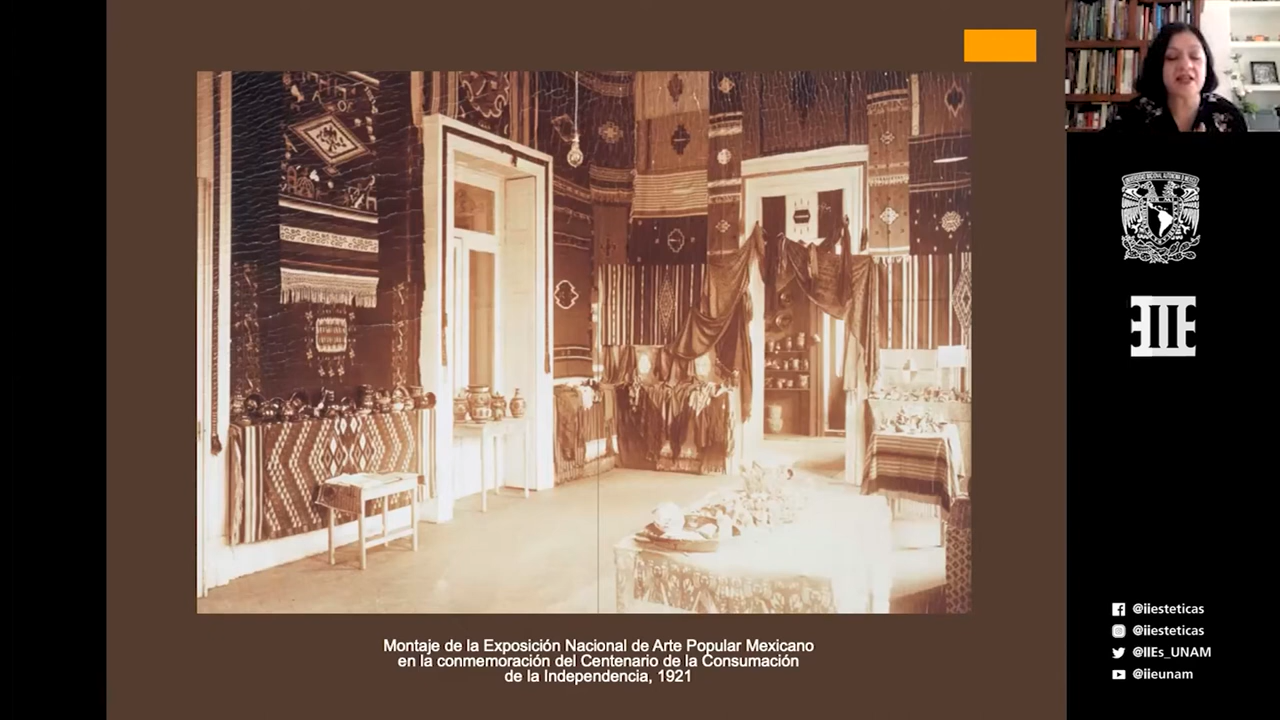 Montaje de la Exposición Nacional de Arte Popular Mexicano
en la conmemoración del Centenario de la Consumación
de la Independencia, 1921
@iiesteticas
@iiesteticas
@IIEs_UNAM
@iieunam